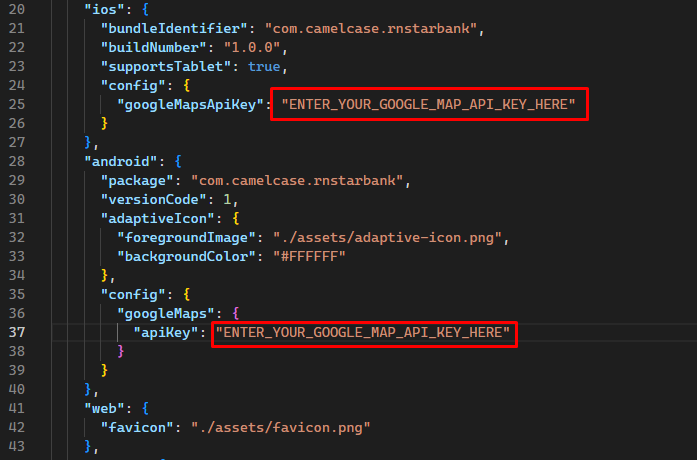 20 "ios": {
21 "bundleIdentifier": "com.camelcase.rnstarbank",
22 "buildNumber": "1.0.0",
23 "supportsTablet": true,
24 "config": {
25 "googleMapsApiKey": "ENTER_YOUR_GOOGLE_MAP_API_KEY_HERE"
26 }
27 },
28 "android": {
29 "package": "com.camelcase.rnstarbank",
30 "versionCode": 1,
31 "adaptiveIcon": {
32 "foregroundImage": "./assets/adaptive-icon.png",
33 "backgroundColor": "#FFFFFF"
34 },
35 "config": {
36 "googleMaps": {
37 "apiKey": "ENTER_YOUR_GOOGLE_MAP_API_KEY_HERE"
38 }
39 }
40 },
41 "web": {
42 "favicon": "./assets/favicon.png"
43 },